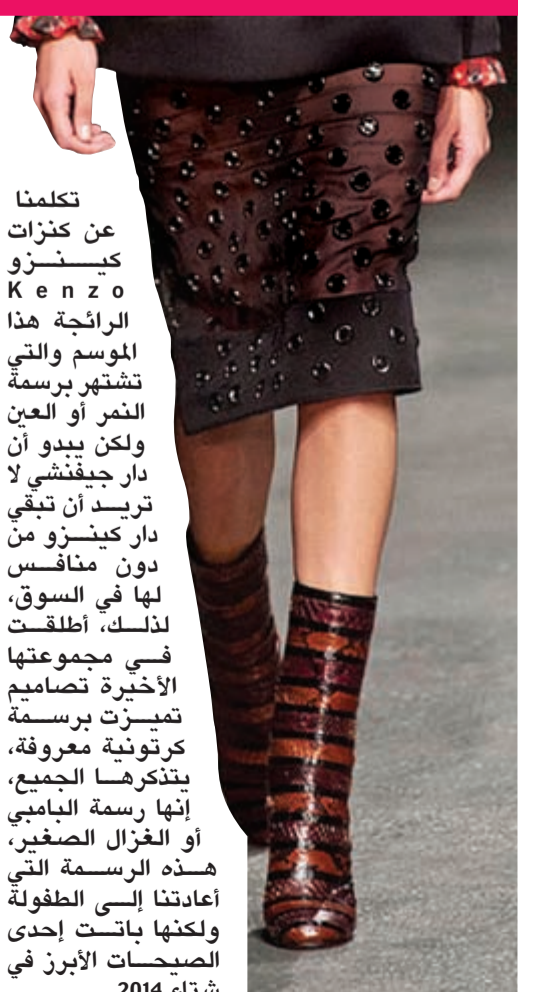 تكلمنا
عن كنزات
كينزو
Kenzo
الرائجة هذا
الموسم والتي
تشتهر برسمة
النمر أو العين
ولكن يبدو أن
دار جيفنشي لا
تريد أن تبقي
دار كينزو من
دون منافس
لها في السوق،
لذلك، أطلقت
في مجموعتها
الأخيرة تصاميم
تميزت برسمة
كرتونية معروفة،
يتذكرها الجميع،
إنها رسمة البامبي
أو الغزال الصغير،
هذه الرسمة التي
أعادتنا إلى الطفولة
ولكنها باتت إحدى
الصيحات الأبرز في
شتاء 2014